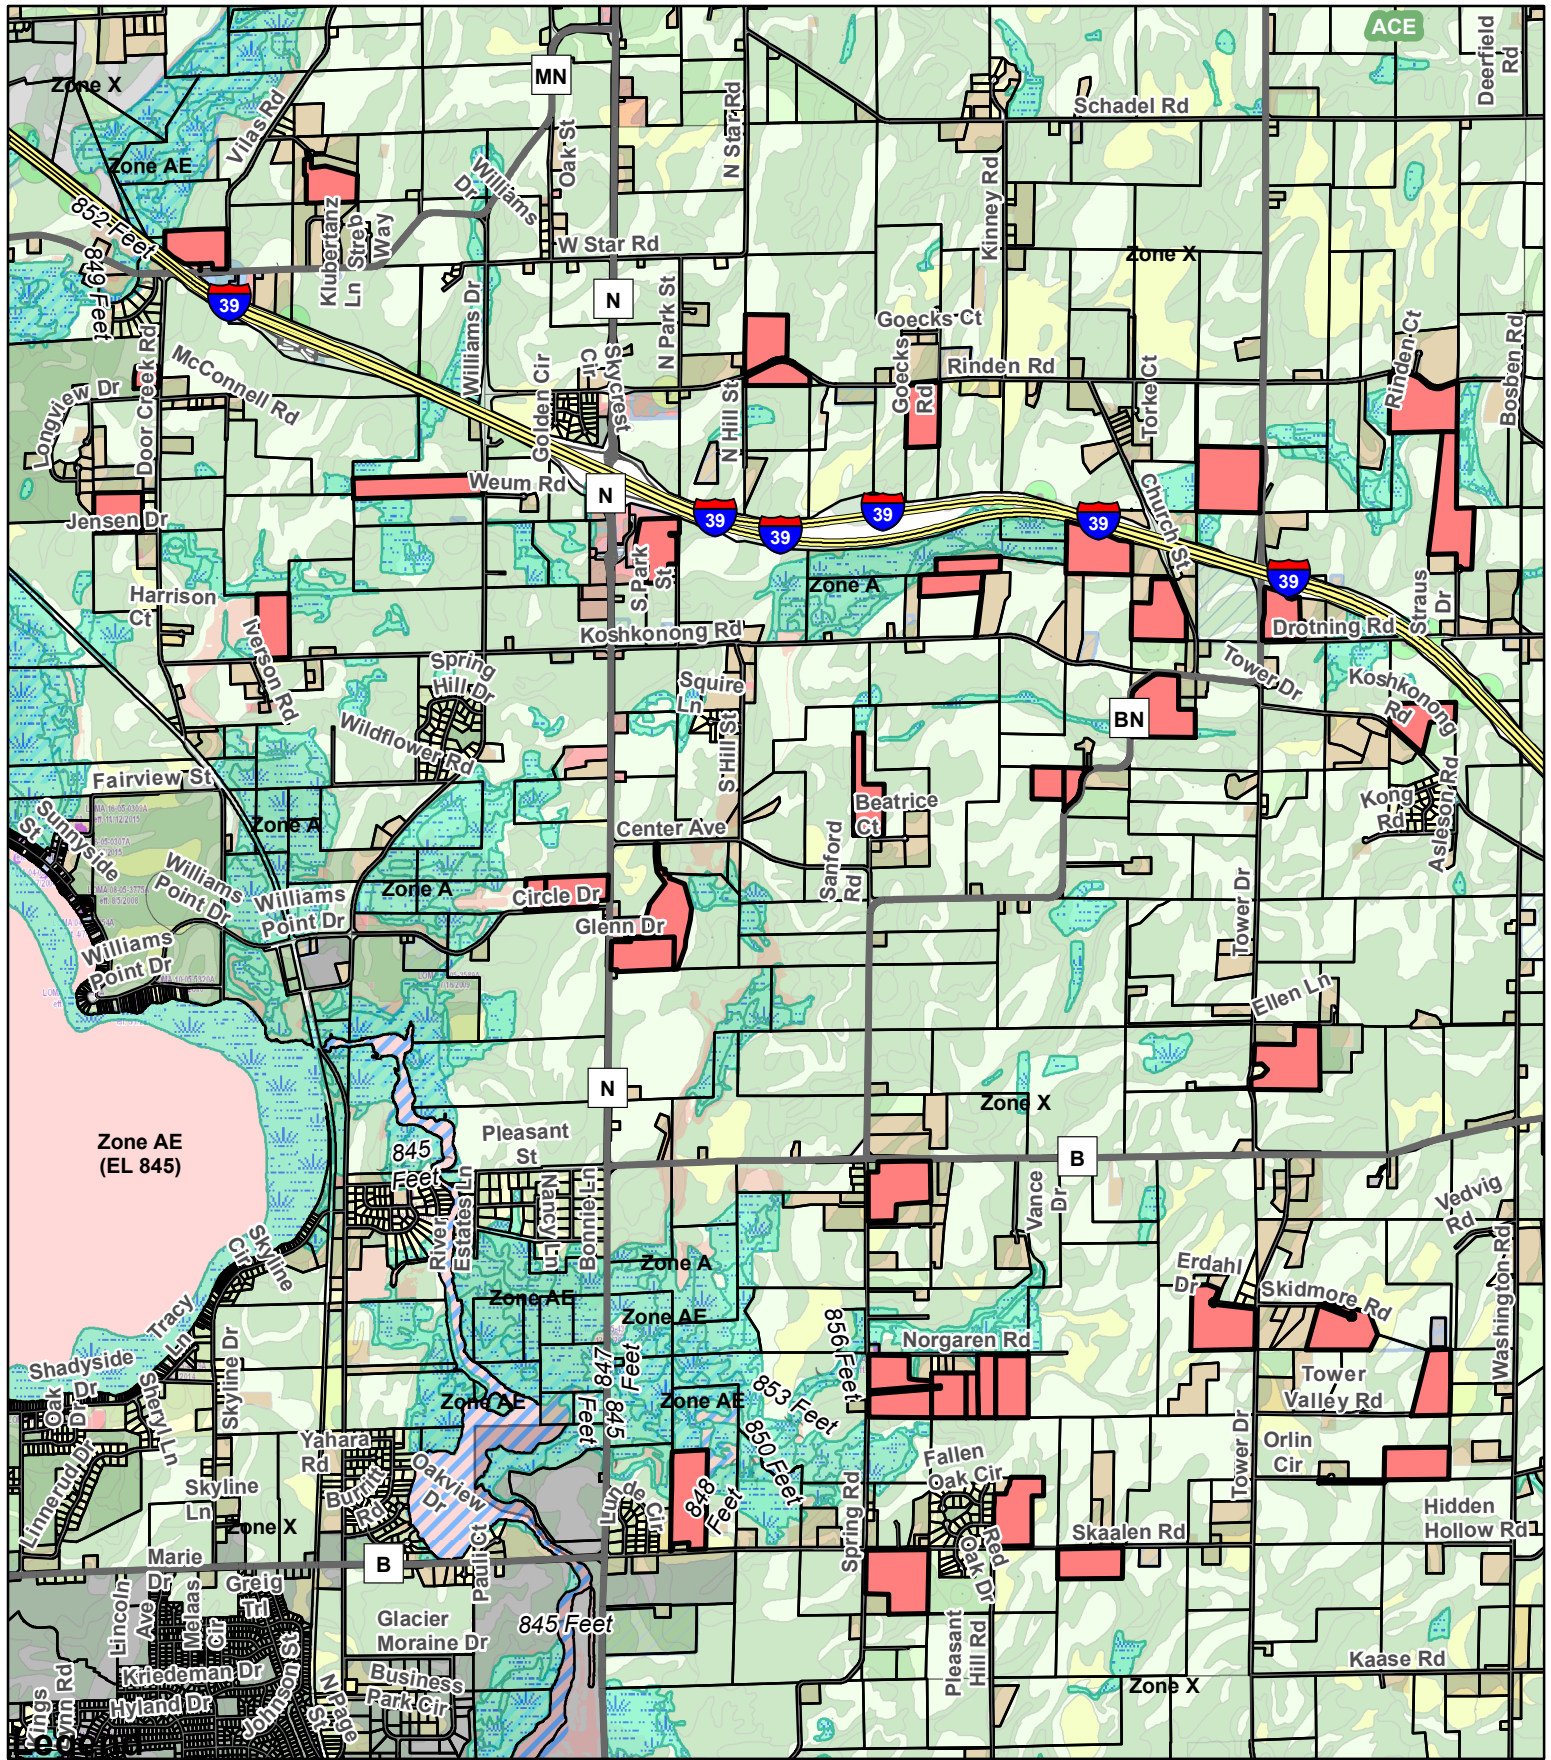 ACE
Deerfield
Rd
MN
Zone X
Schadel Rd
Vilas Rd
N Star Rd
Oak St
Zone AE
Williams
Dr
Kinney Rd
852 Feet
Klubertanz
Ln
Streb
Way
W Star Rd
Zone X
849 Feet
39
Williams Dr
N
N Park St
Goecks Ct
Rinden Ct
Bosben Rd
Skycrest
Cir
Golden Cir
McConnell Rd
Door Creek Rd
Longview Dr
Rinden Rd
Goecks
Rd
Torke Ct
N Hill St
Weum Rd
N
Church St
Jensen Dr
39
39
39
39
39
S Park
St
Zone A
Harrison
Ct
Straus
Dr
Iverson Rd
Koshkonong Rd
Drotning Rd
Spring
Hill Dr
Squire
Ln
Tower Dr
Koshkonong
Rd
Wildflower Rd
S Hill St
BN
Fairview St
Asleson Rd
Kong
Rd
Beatrice
Ct
LOMA 16-05-0301A
eff. 11/12/2015
Sunnyside
St
Zone A
Center Ave
Sanford
Rd
Williams
Point Dr
Williams
Point Dr
Zone A
Circle Dr
Tower Dr
Glenn Dr
Williams
Point Dr
Ellen Ln
N
Zone X
Zone AE
(EL 845)
Pleasant
St
845
Feet
B
River
Estates Ln
Nancy Ln
Bonnie Ln
Vance
Dr
Vedvig
Rd
Skyline
Cir
Zone A
Erdahl
Dr
Skidmore Rd
Washington Rd
Zone AE
Zone AE
Tracy
Ln
856 Feet
Norgaren Rd
Shadyside
Dr
Oak
Dr
Sheryl Ln
Skyline Dr
847
Feet
Tower
Valley Rd
Zone AE
845
Feet
Zone AE
853 Feet
850 Feet
Tower Dr
Linnerud Dr
Yahara
Rd
Burritt
Rd
Oakview
Dr
Orlin
Cir
Fallen
Oak Cir
848
Feet
Skyline
Ln
Spring Rd
Hidden
Hollow Rd
Zone X
Skaalen Rd
Red
Oak Dr
Marie
Dr
B
Pauli Ct
Lincoln
Ave
Melaas
Cir
Greig
Trl
Glacier
Moraine Dr
845 Feet
Pleasant
Hill Rd
Kriedeman Dr
Kaase Rd
Business
Park Cir
Zone X
Hyland Dr
Johnson St
N Page
St
Kings
Lynn Rd
Legend